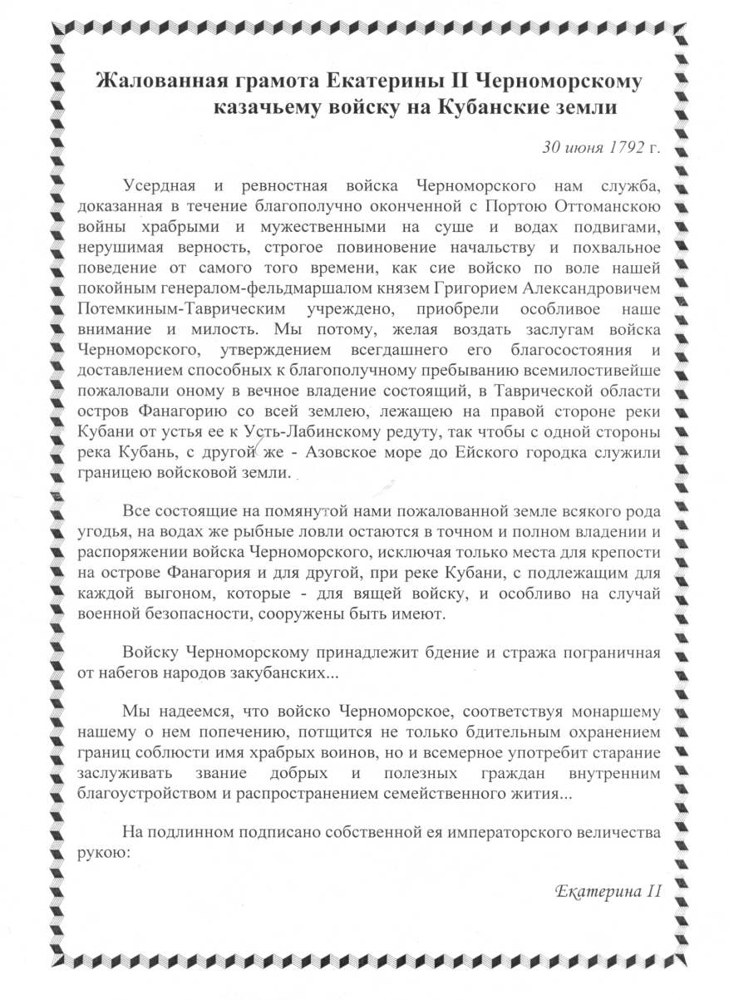 Жалованная грамота Екатерины II Черноморскому
казачьему войску на Кубанские земли
30 июня 1792 г.
Усердная и ревностная войска Черноморского нам служба,
доказанная в течение благополучно оконченной с Портою Оттоманскою
войны храбрыми и мужественными на суше и водах подвигами,
нерушимая верность, строгое повиновение начальству и похвальное
поведение от самого того времени, как сие войско по воле нашей
покойным генералом-фельдмаршалом князем Григорием Александровичем
Потемкиным-Таврическим учреждено, приобрели особливое наше
внимание и милость. Мы потому, желая воздать заслугам войска
Черноморского, утверждением всегдашнего его благосостояния и
доставлением способных к благополучному пребыванию всемилостивейше
пожаловали оному в вечное владение состоящий, в Таврической области
остров Фанагорию со всей землею, лежащею на правой стороне реки
Кубани от устья ее к Усть-Лабинскому редуту, так чтобы с одной стороны
река Кубань, с другой же - Азовское море до Ейского городка служили
границею войсковой земли.
Все состоящие на помянутой нами пожалованной земле всякого рода
угодья, на водах же рыбные ловли остаются в точном и полном владении и
распоряжении войска Черноморского, исключая только места для крепости
на острове Фанагория и для другой, при реке Кубани, с подлежащим для
каждой выгоном, которые - для вящей войску, и особливо на случай
военной безопасности, сооружены быть имеют.
Войску Черноморскому принадлежит бдение и стража пограничная
от набегов народов закубанских...
Мы надеемся, что войско Черноморское, соответствуя монаршему
нашему о нем попечению, потщится не только бдительным охранением
границ соблюсти имя храбрых воинов, но и всемерное употребит старание
заслуживать звание добрых и полезных граждан внутренним
благоустройством и распространением семейственного жития...
На подлинном подписано собственной ея императорского величества
рукою:
Екатерина II